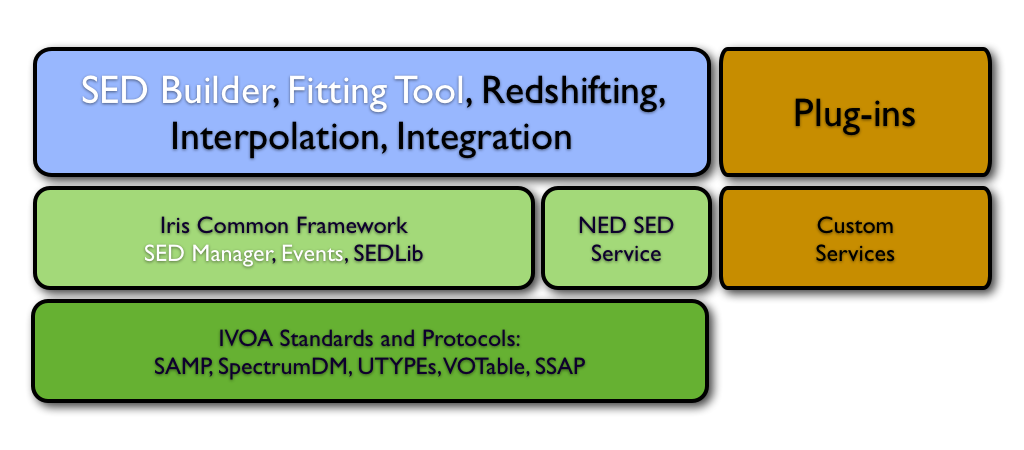 SED Builder, Fitting Tool, Redshifting,
Interpolation, Integration
Plug-ins
Iris Common Framework
SED Manager, Events, SEDLib
NED SED
Service
Custom
Services
IVOA Standards and Protocols:
SAMP, SpectrumDM, UTYPEs, VOTable, SSAP